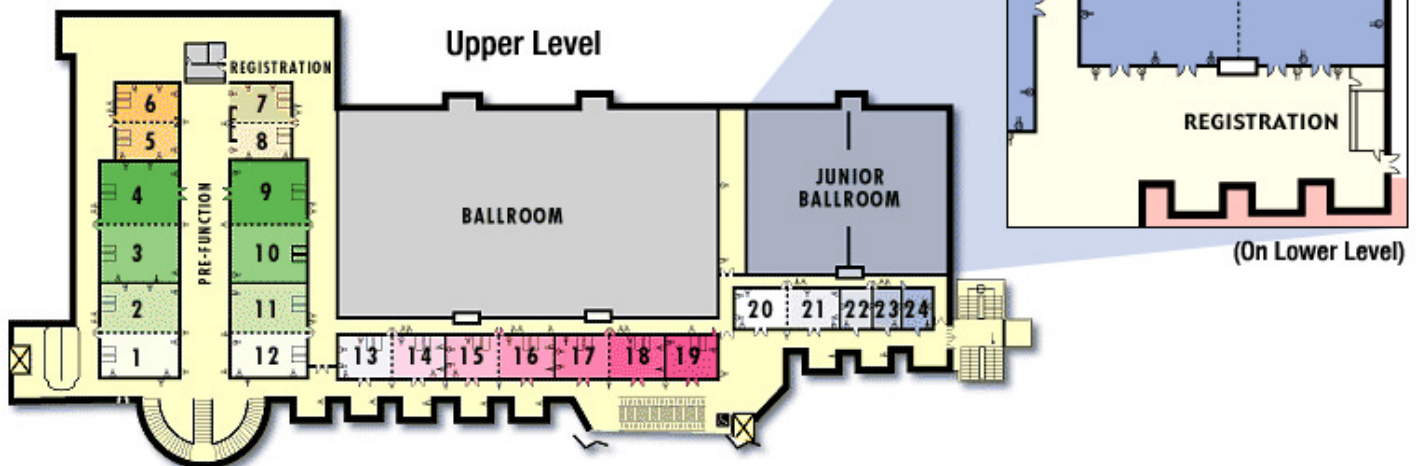 Upper Level
REGISTRATION
6
7
5
8
4
9
PRE-FUNCTION
3
10
2
11
1
12
BALLROOM
JUNIOR
BALLROOM
13 14 15 16 17 18 19
20 21 22 23 24
REGISTRATION
(On Lower Level)